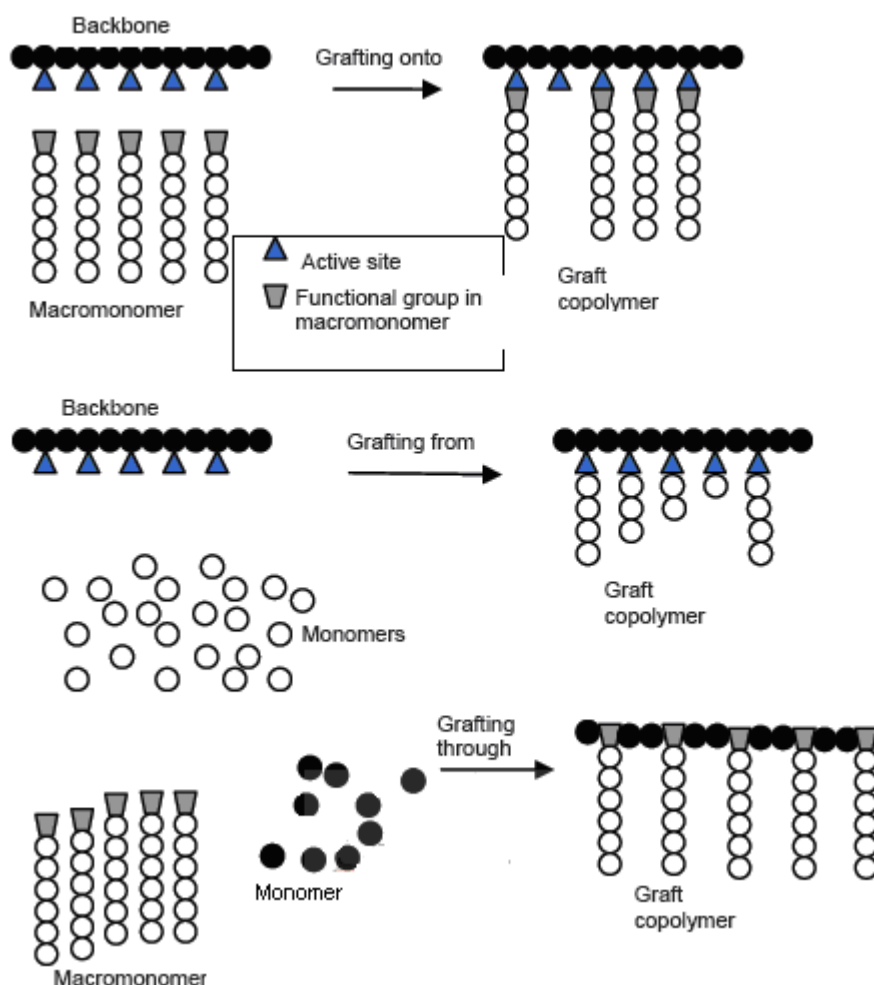 Backbone
Grafting onto
Macromonomer
Active site
Functional group in
macromonomer
Graft
copolymer
Backbone
Grafting from
Monomers
Graft
copolymer
Grafting
through
Macromonomer
Monomer
Graft
copolymer